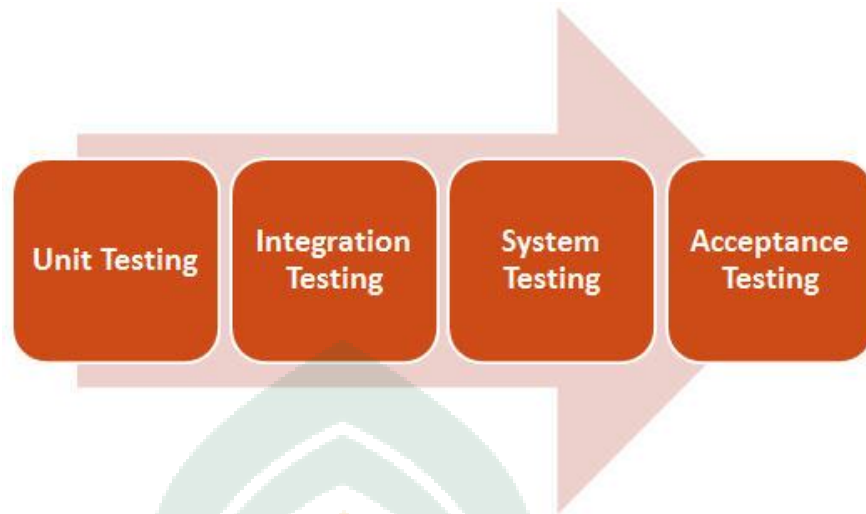 Unit Testing
Integration
Testing
System
Testing
Acceptance
Testing